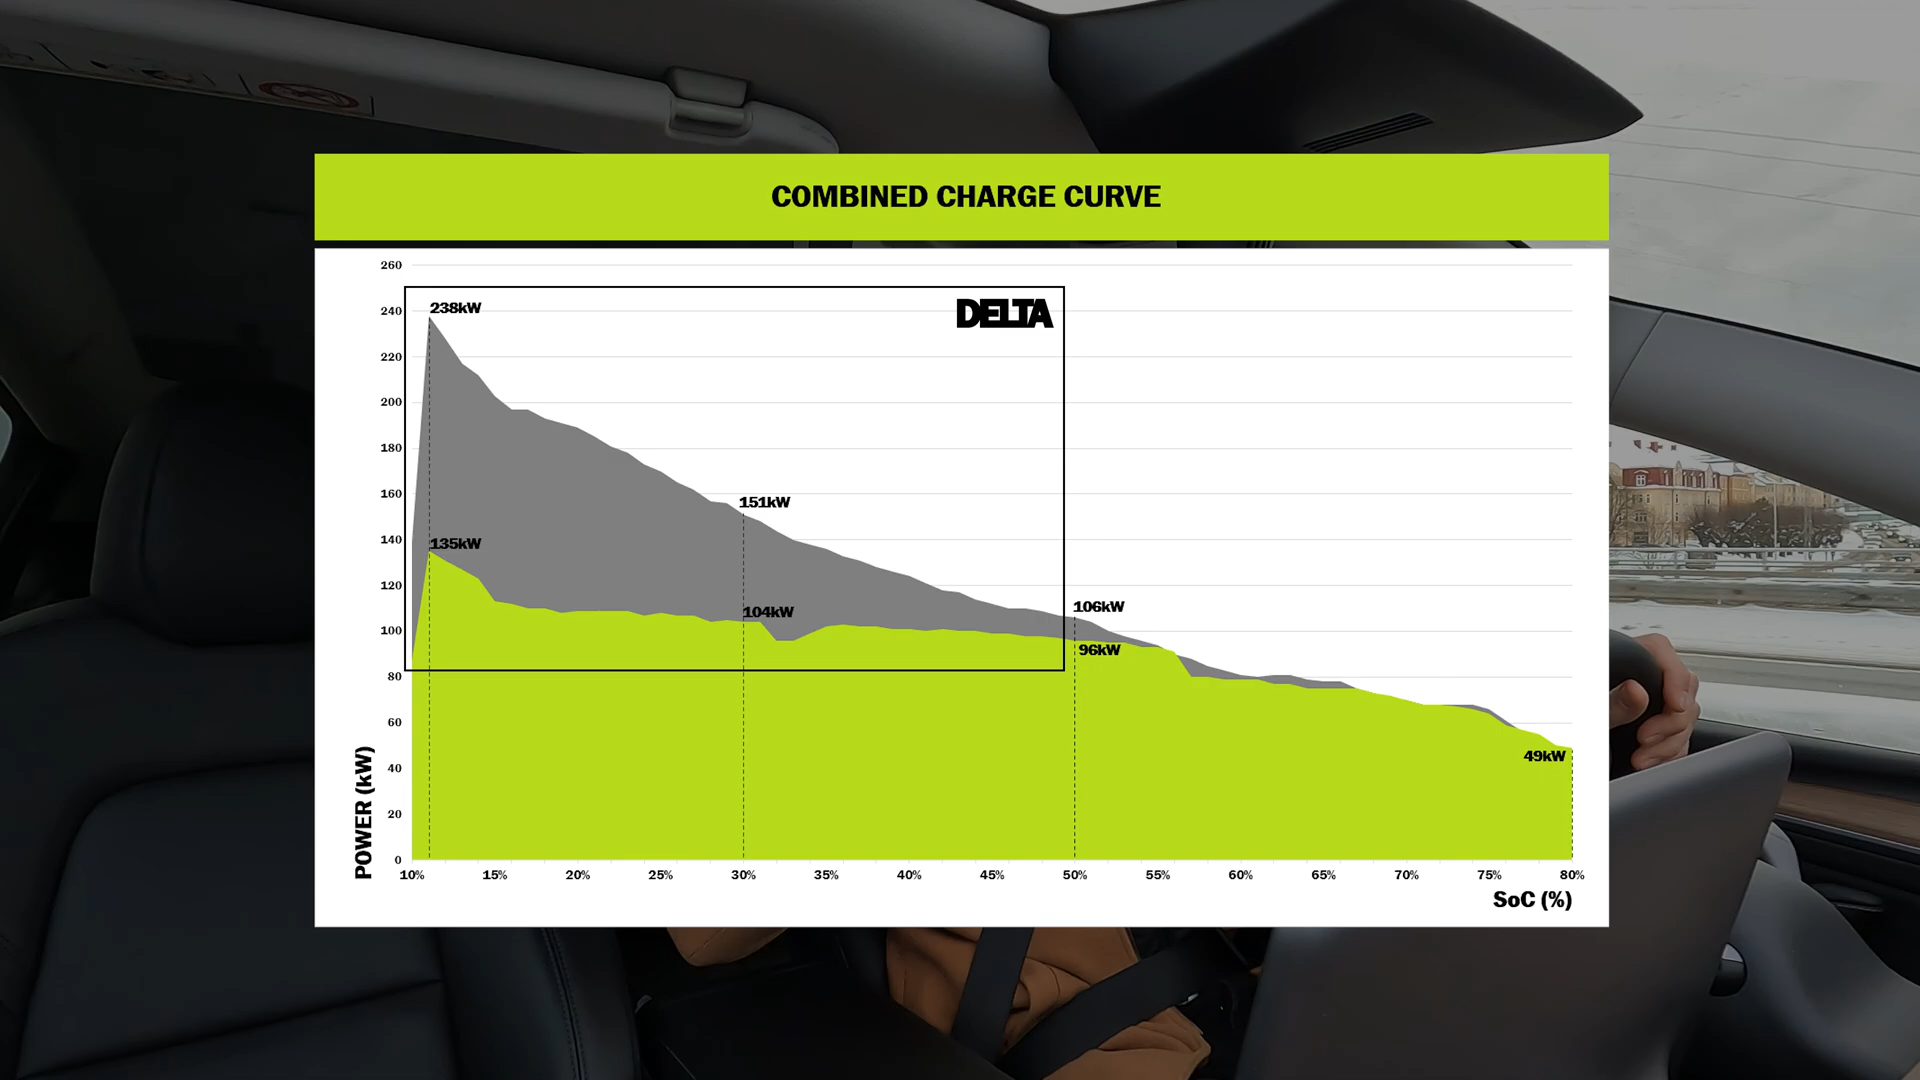 COMBINED CHARGE CURVE
260
240
220
200
180
160
140
120
100
80
60
40
20
0
POWER (kW)
238kW
DELTA
151kW
135kW
104kW
106kW
96kW
49kW
10% 15% 20% 25% 30% 35% 40% 45% 50% 55% 60% 65% 70% 75% 80%
SoC (%)